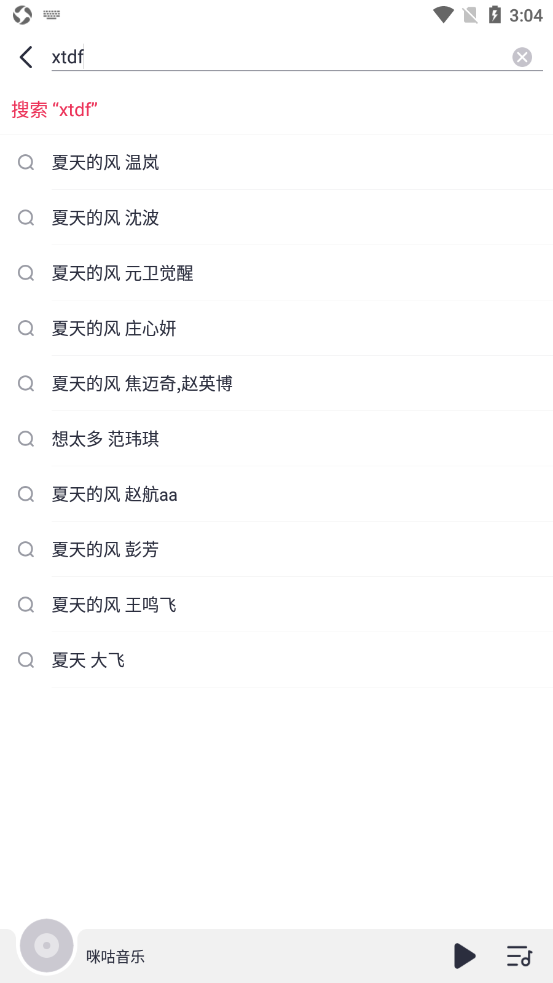 3:04
xtdf
搜索 “xtdf”
夏天的风 温岚
夏天的风 沈波
夏天的风 元卫觉醒
夏天的风 庄心妍
夏天的风 焦迈奇,赵英博
想太多 范玮琪
夏天的风 赵航aa
夏天的风 彭芳
夏天的风 王鸣飞
夏天 大飞
咪咕音乐